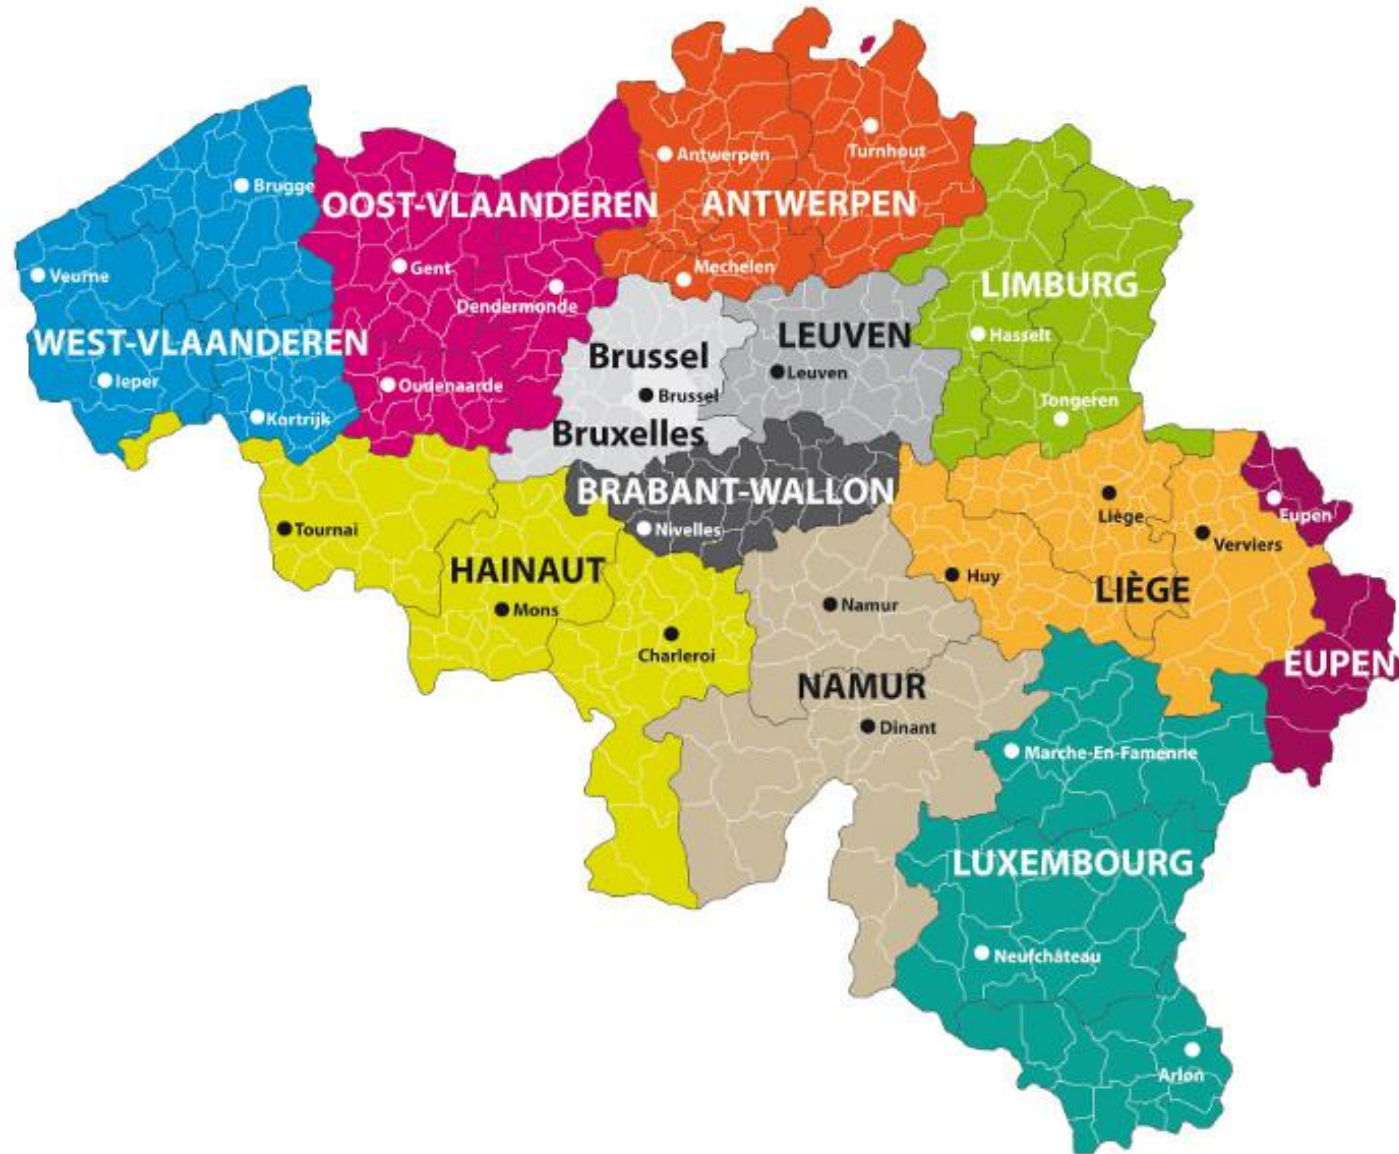 Antwerpen
Turnhout
Brugge
OOST-VLAANDEREN
ANTWERPEN
Veurne
Gent
Mechelen
Dendermonde
LIMBURG
WEST-VLAANDEREN
LEUVEN
Hasselt
Brussel
Ieper
Oudenaarde
Brussel
Leuven
Kortrijk
Tongeren
Bruxelles
BRABANT-WALLON
Tournai
Nivelles
Liège
Eupen
Verviers
HAINAUT
Huy
LIÈGE
Mons
Namur
Charleroi
EUPEN
NAMUR
Dinant
Marche-En-Famenne
LUXEMBOURG
Neufchâteau
Arlon